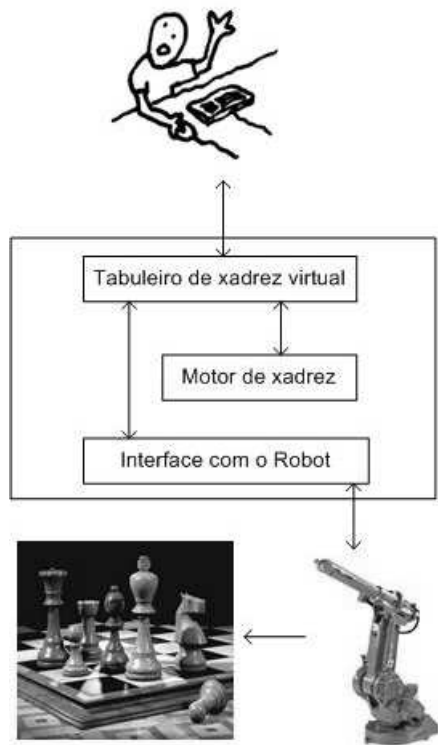 Tabuleiro de xadrez virtual
Motor de xadrez
Interface com o Robot